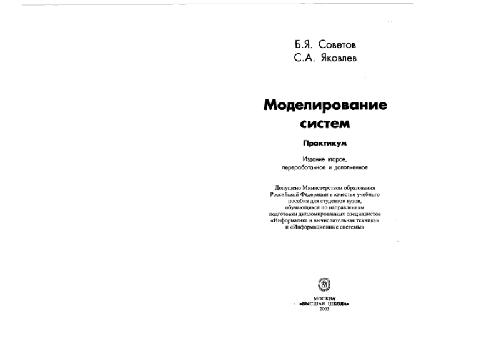 Б.Я. Советов
С.А. Яковлев
Моделирование
систем
Практикум
Издание второе,
переработанное и дополненное
Допущено Министерством образования
Российской Федерации в качестве учебного
пособия для студентов вузов,
обучающихся по направлениям
подготовки дипломированных специалистов
«Информатика и вычислительная техника»
и «Информационные системы»
МОСКВА
«ВЫСШАЯ ШКОЛА»
2003